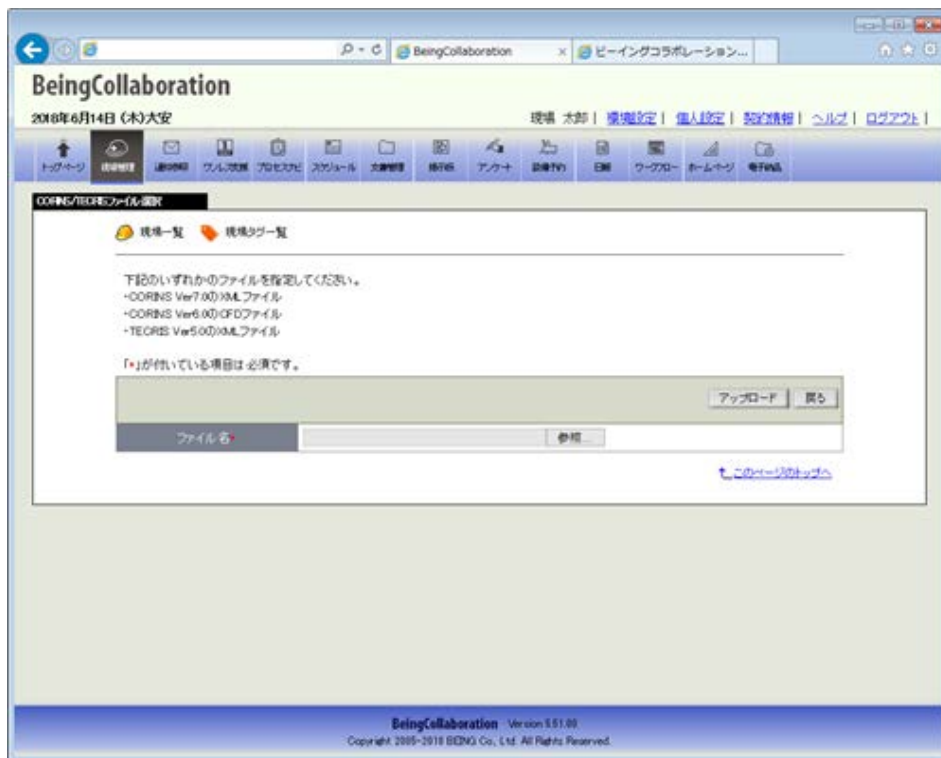 BeingCollaboration
ビーイングコラボレーション...
BeingCollaboration
2018年6月14日 (木)大安
現場 太郎 | 環境設定 | 個人設定 | 契約情報 | ヘルプ | ログアウト |
トップページ 現場管理 プロセスナビ スケジュール 文書管理 掲示板 アンケート 設備予約 日報 ワークフロー ホームページ 電子納品
CORINS/TECRISファイル選択
現場一覧 現場タグ一覧
下記のいずれかのファイルを指定してください。
・CORINS Ver7.0のXMLファイル
・CORINS Ver6.0のCFDファイル
・TECRIS Ver5.0のXMLファイル
「*」が付いている項目は必須です。
アップロード 戻る
ファイル名* 参照...
このページのトップへ
BeingCollaboration Version 5.51.00
Copyright 2005-2018 BEING Co., Ltd. All Rights Reserved.